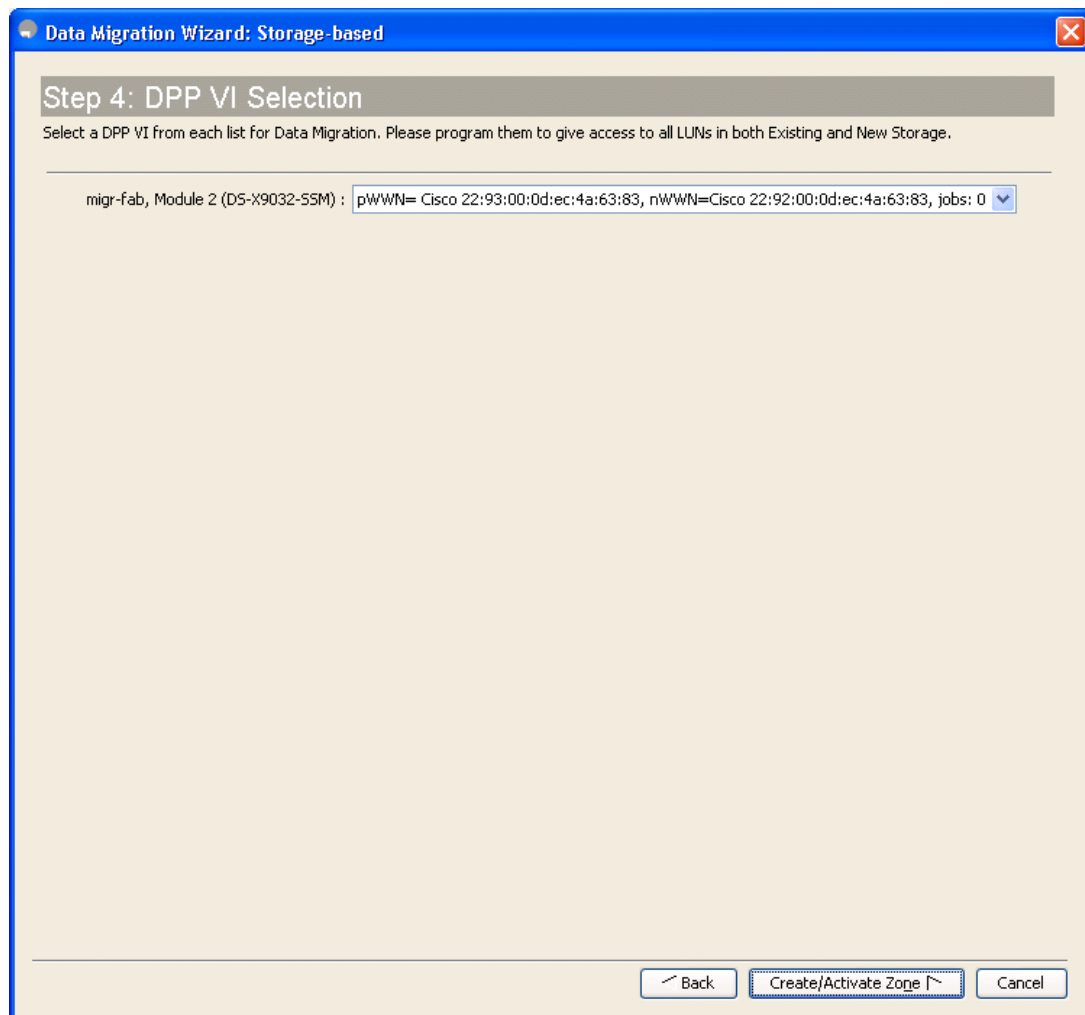 Data Migration Wizard: Storage-based
Step 4: DPP VI Selection
Select a DPP VI from each list for Data Migration. Please program them to give access to all LUNs in both Existing and New Storage.
migr-fab, Module 2 (DS-X9032-SSM) : pWWN= Cisco 22:93:00:0d:ec:4a:63:83, nWWN=Cisco 22:92:00:0d:ec:4a:63:83, jobs: 0
Back Create/Activate Zone Cancel